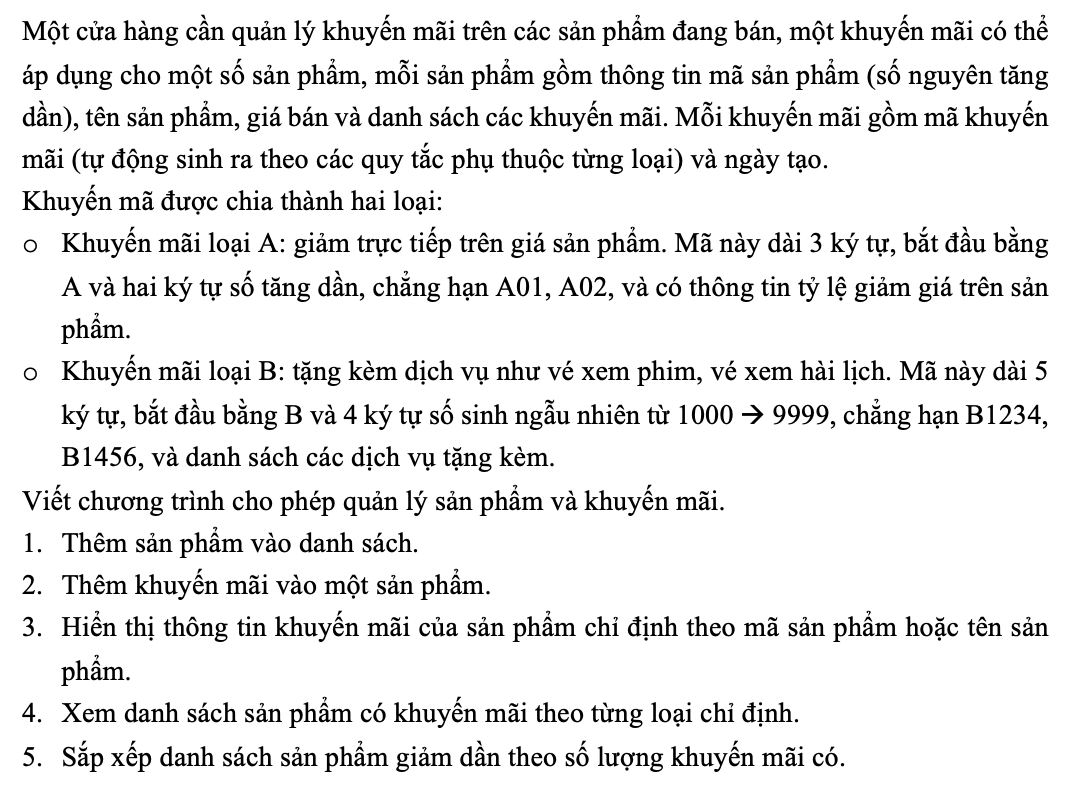 Một cửa hàng cần quản lý khuyến mãi trên các sản phẩm đang bán, một khuyến mãi có thể
áp dụng cho một số sản phẩm, mỗi sản phẩm gồm thông tin mã sản phẩm (số nguyên tăng
dần), tên sản phẩm, giá bán và danh sách các khuyến mãi. Mỗi khuyến mãi gồm mã khuyến
mãi (tự động sinh ra theo các quy tắc phụ thuộc từng loại) và ngày tạo.
Khuyến mã được chia thành hai loại:
o Khuyến mãi loại A: giảm trực tiếp trên giá sản phẩm. Mã này dài 3 ký tự, bắt đầu bằng
A và hai ký tự số tăng dần, chẳng hạn A01, A02, và có thông tin tỷ lệ giảm giá trên sản
phẩm.
o Khuyến mãi loại B: tặng kèm dịch vụ như vé xem phim, vé xem hài lịch. Mã này dài 5
ký tự, bắt đầu bằng B và 4 ký tự số sinh ngẫu nhiên từ 1000 → 9999, chẳng hạn B1234,
B1456, và danh sách các dịch vụ tặng kèm.
Viết chương trình cho phép quản lý sản phẩm và khuyến mãi.
1. Thêm sản phẩm vào danh sách.
2. Thêm khuyến mãi vào một sản phẩm.
3. Hiển thị thông tin khuyến mãi của sản phẩm chỉ định theo mã sản phẩm hoặc tên sản
phẩm.
4. Xem danh sách sản phẩm có khuyến mãi theo từng loại chỉ định.
5. Sắp xếp danh sách sản phẩm giảm dần theo số lượng khuyến mãi có.